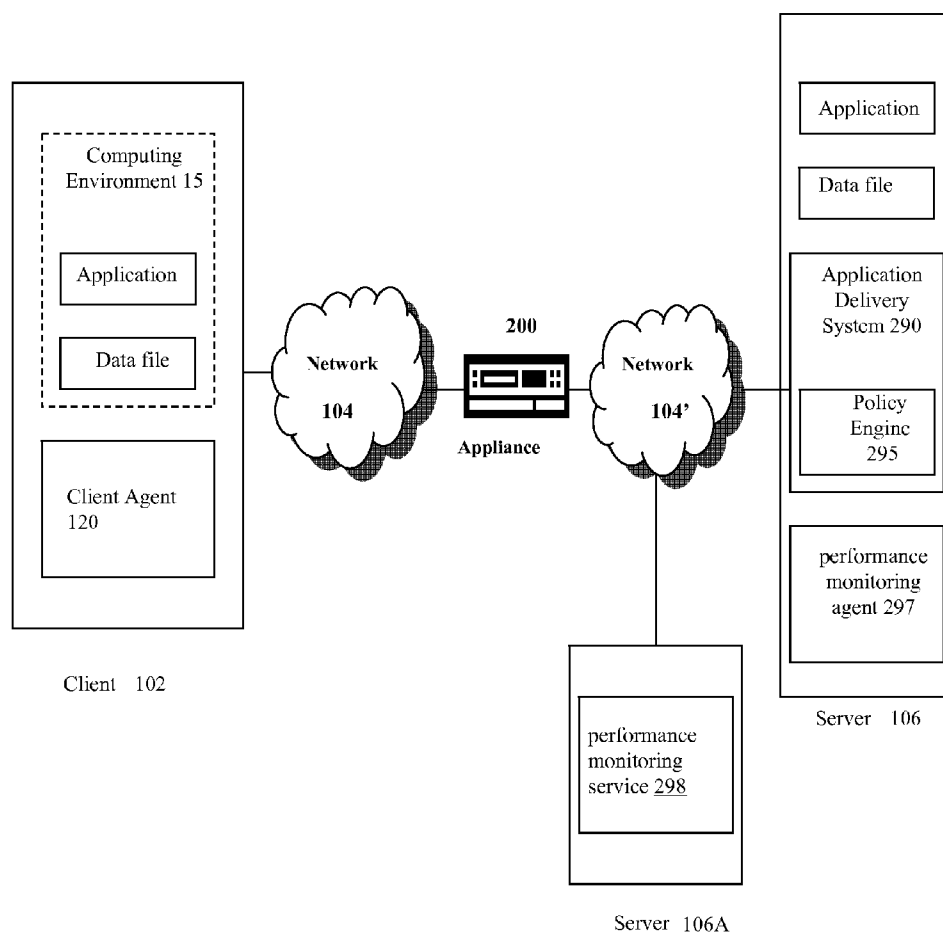 Computing
Environment 15
Application
Data file
Client Agent
120
Client 102
Network
104
200
Appliance
Network
104’
Application
Data file
Application
Delivery
System 290
Policy
Engine
295
performance
monitoring
agent 297
Server 106
performance
monitoring
service 298
Server 106A